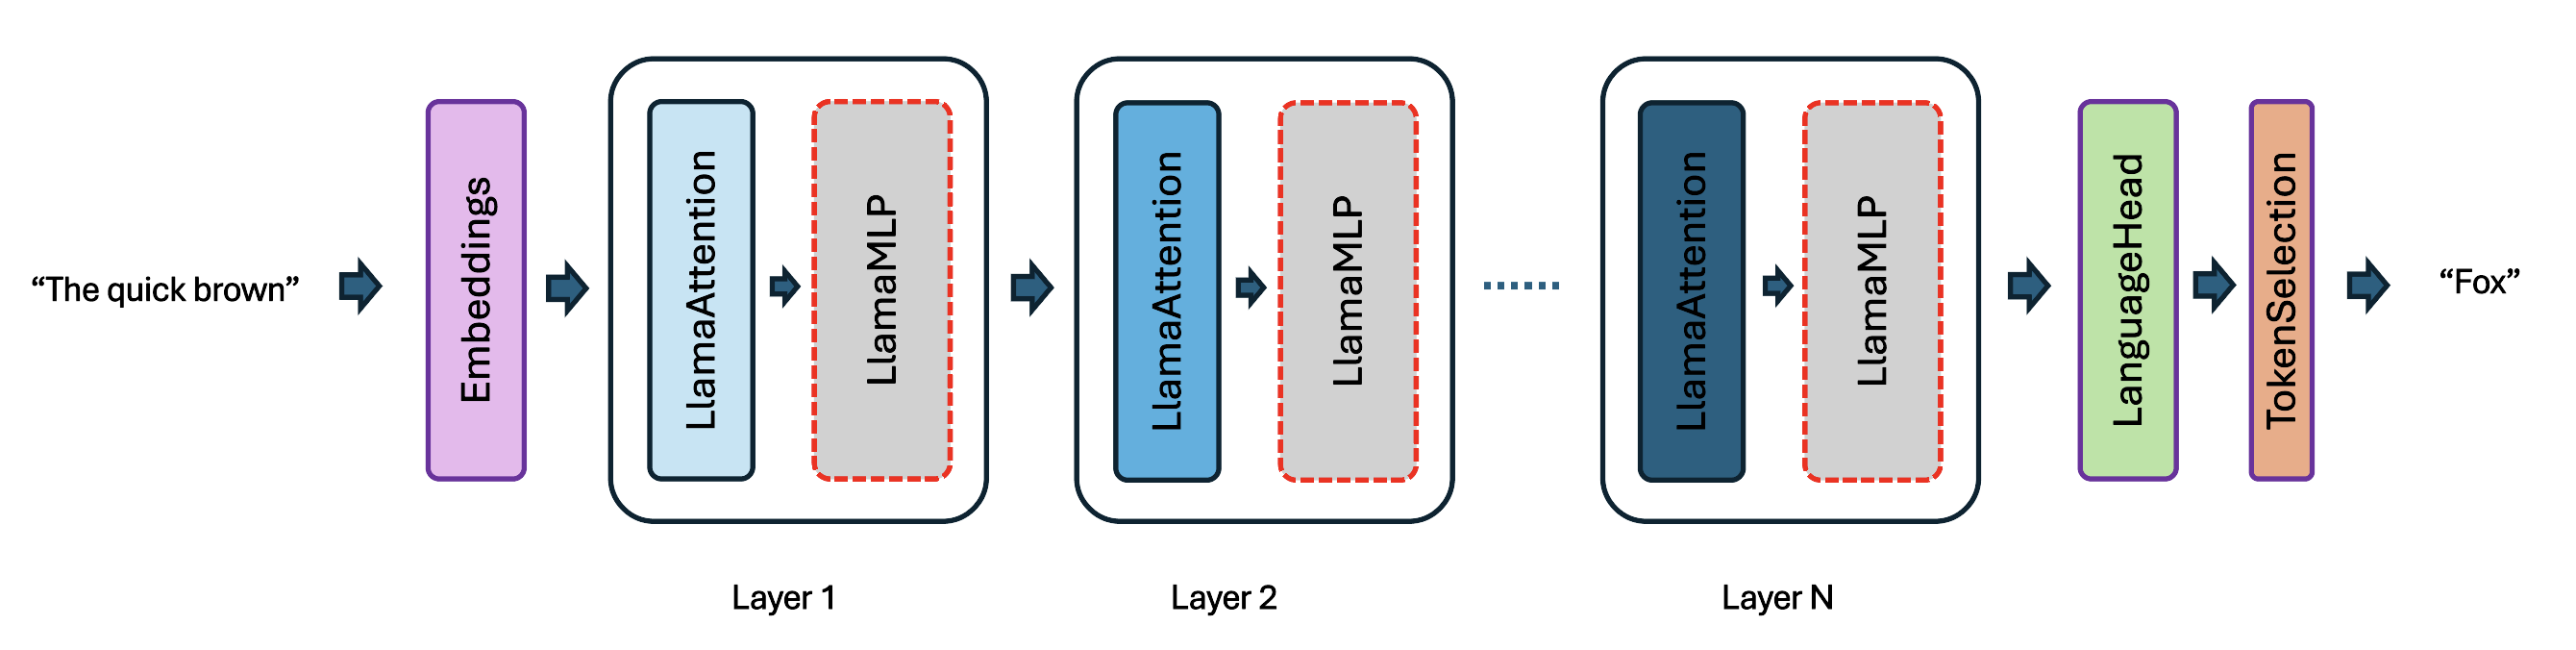 “The quick brown”
Embeddings
LlamaAttention
LlamaMLP
Layer 1
LlamaAttention
LlamaMLP
Layer 2
LlamaAttention
LlamaMLP
Layer N
LanguageHead
TokenSelection
“Fox”